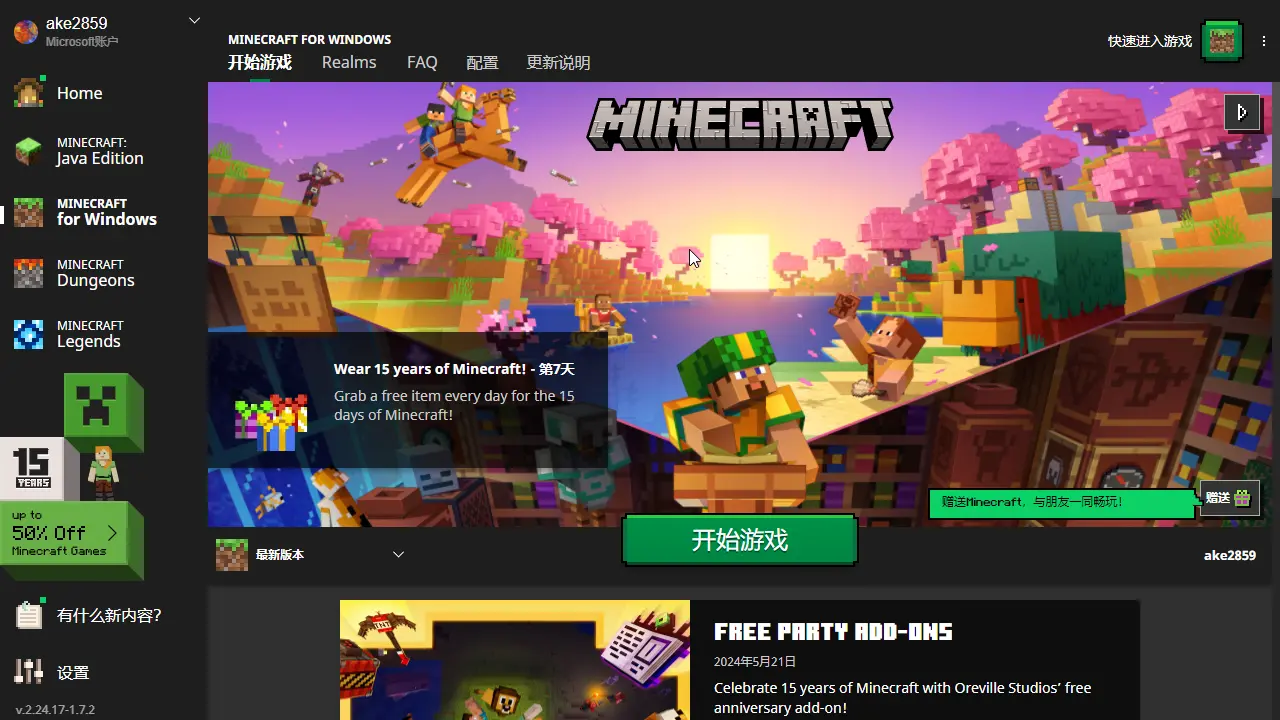 ake2859
Microsoft账户
Home
MINECRAFT:
Java Edition
MINECRAFT
for Windows
MINECRAFT
Dungeons
MINECRAFT
Legends
15
YEARS
up to
50% Off
Minecraft Games
有什么新内容?
设置
v.2.24.17-1.7.2
MINECRAFT FOR WINDOWS
开始游戏 Realms FAQ 配置 更新说明
快速进入游戏
MINECRAFT
Wear 15 years of Minecraft! - 第7天
Grab a free item every day for the 15
days of Minecraft!
赠送Minecraft，与朋友一同畅玩!
赠送
最新版本
开始游戏
ake2859
TNT
FREE PARTY ADD-ONS
2024年5月21日
Celebrate 15 years of Minecraft with Oreville Studios’ free
anniversary add-on!